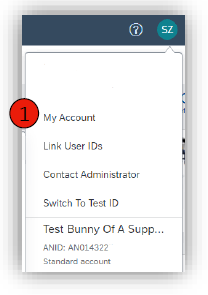 SZ
1
My Account
Link User IDs
Contact Administrator
Switch To Test ID
Test Bunny Of A Supp...
ANID: AN014322
Standard account